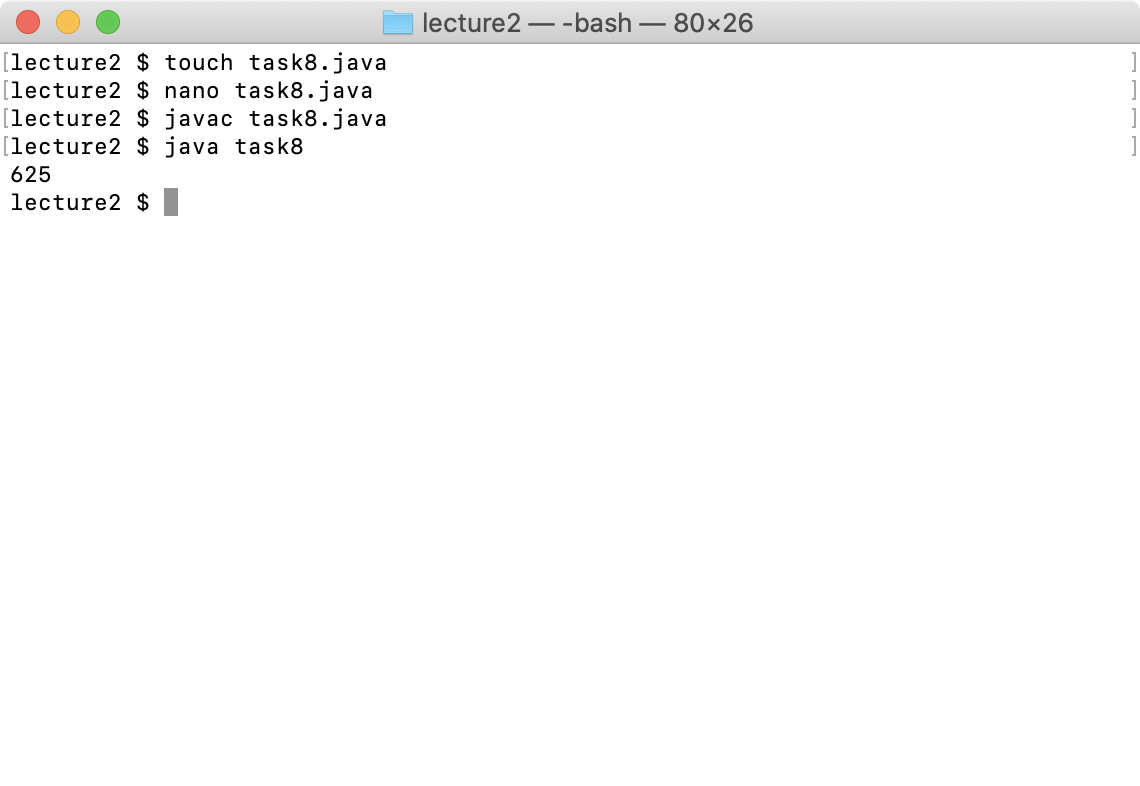 lecture2 — -bash — 80×26
[lecture2 $ touch task8.java ]
[lecture2 $ nano task8.java ]
[lecture2 $ javac task8.java ]
[lecture2 $ java task8 ]
625
lecture2 $